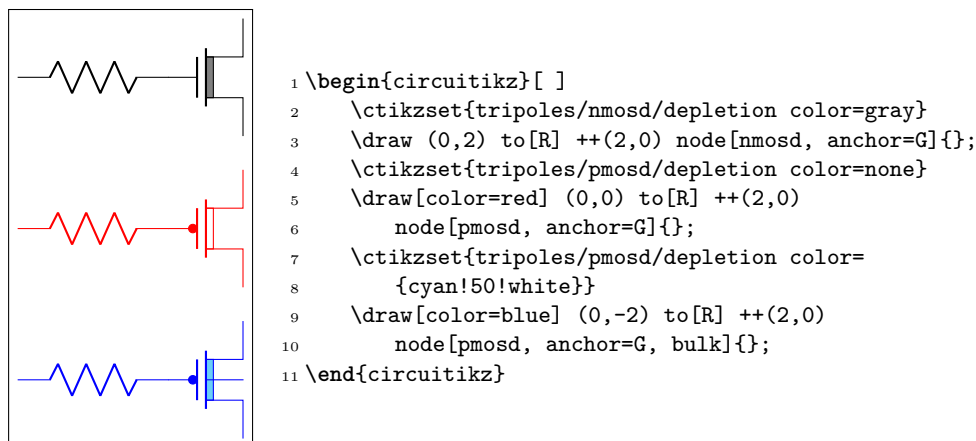 1 \begin{circuitikz}[ ]
2     \ctikzset{tripoles/nmosd/depletion color=gray}
3     \draw (0,2) to[R] ++(2,0) node[nmosd, anchor=G]{};
4     \ctikzset{tripoles/pmosd/depletion color=none}
5     \draw[color=red] (0,0) to[R] ++(2,0)
6         node[pmosd, anchor=G]{};
7     \ctikzset{tripoles/pmosd/depletion color=
8         {cyan!50!white}}
9     \draw[color=blue] (0,-2) to[R] ++(2,0)
10         node[pmosd, anchor=G, bulk]{};
11 \end{circuitikz}